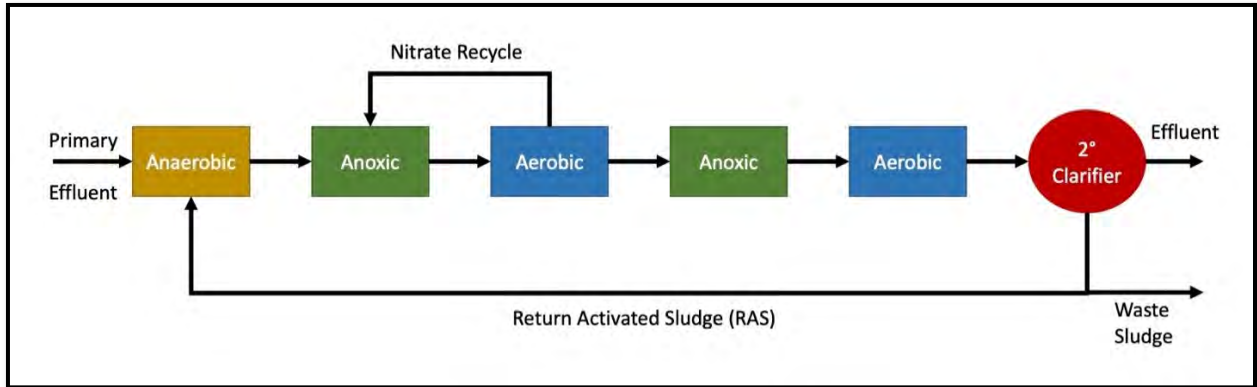 Nitrate Recycle
Primary
Effluent
Anaerobic
Anoxic
Aerobic
Anoxic
Aerobic
2°
Clarifier
Effluent
Return Activated Sludge (RAS)
Waste
Sludge